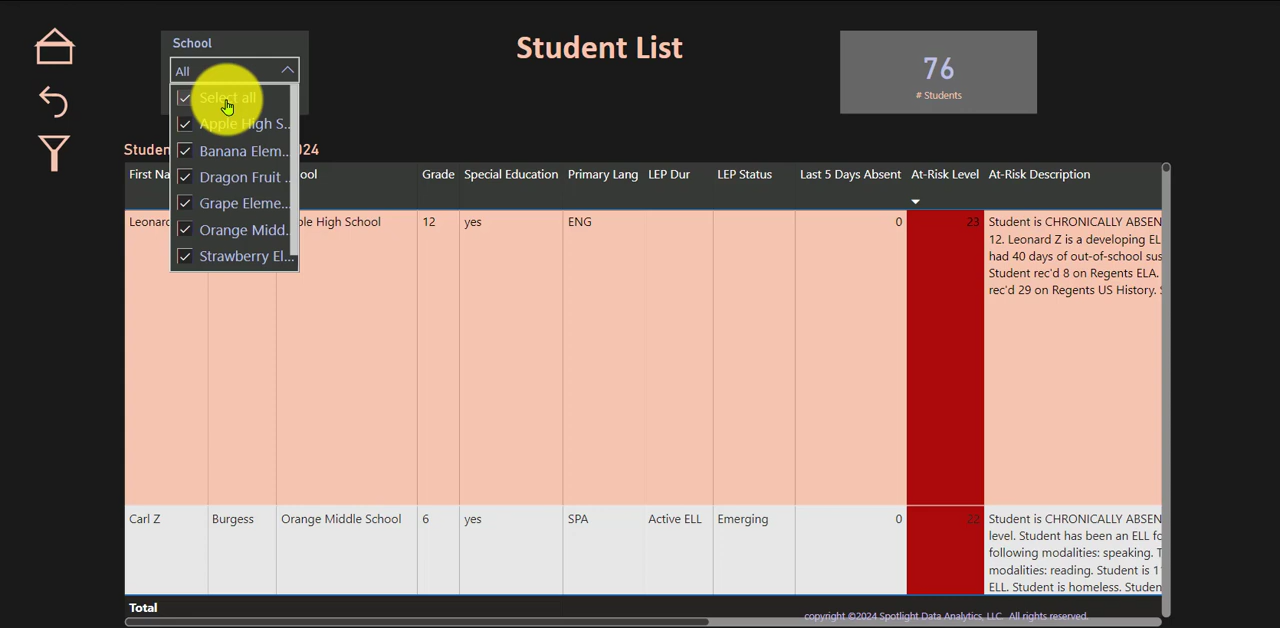 School
All
Select all
Apple High S...
Banana Elem...
Dragon Fruit ...
Grape Eleme...
Orange Midd...
Strawberry El...
Student List
76
# Students
Studen 024
First Na ool Grade Special Education Primary Lang LEP Dur LEP Status Last 5 Days Absent At-Risk Level At-Risk Description
Leonard ple High School 12 yes ENG 0 23 Student is CHRONICALLY ABSEN
12. Leonard Z is a developing EL
had 40 days of out-of-school sus
Student rec'd 8 on Regents ELA.
rec'd 29 on Regents US History.
Carl Z Burgess Orange Middle School 6 yes SPA Active ELL Emerging 0 22 Student is CHRONICALLY ABSEN
level. Student has been an ELL fo
following modalities: speaking. T
modalities: reading. Student is 1
ELL. Student is homeless. Studen
Total
copyright ©2024 Spotlight Data Analytics, LLC. All rights reserved.